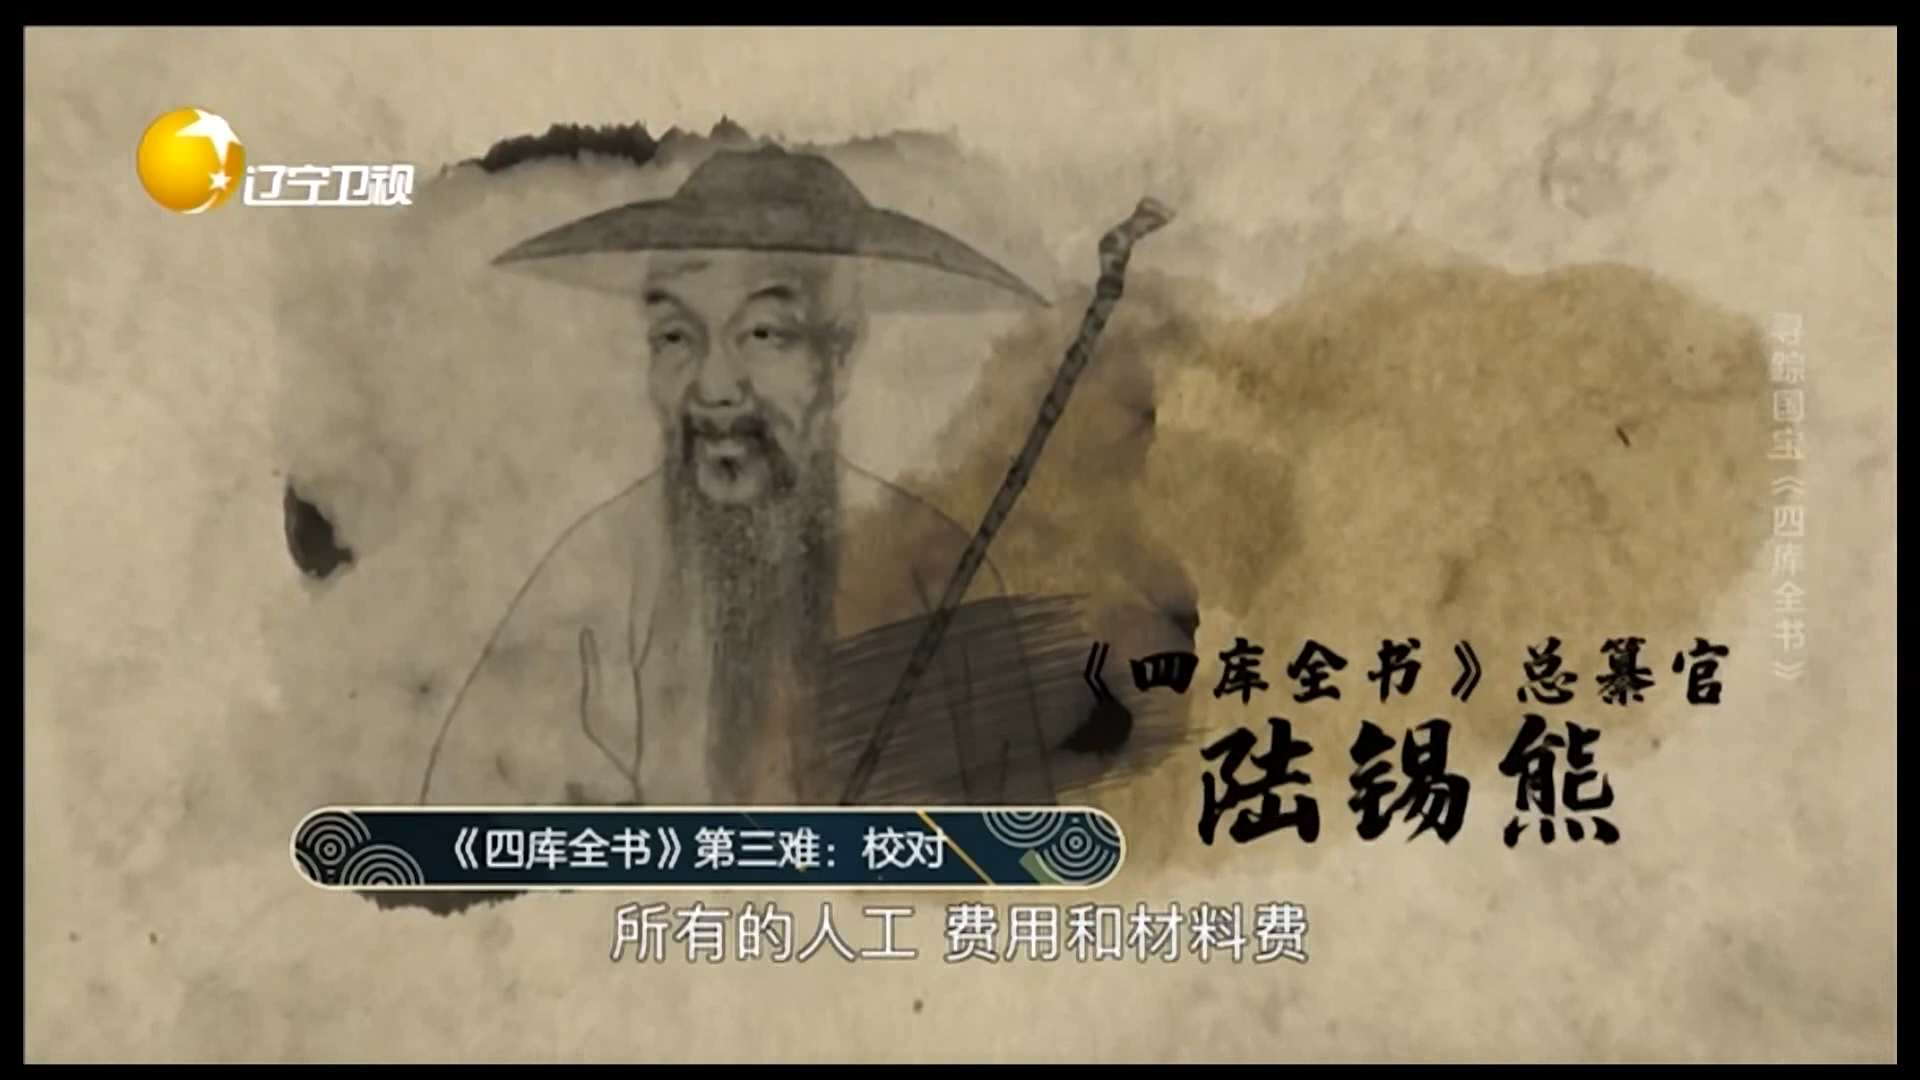 辽宁卫视
寻踪国宝《四库全书》
《四库全书》总纂官
陆锡熊
《四库全书》第三难：校对
所有的人工 费用和材料费